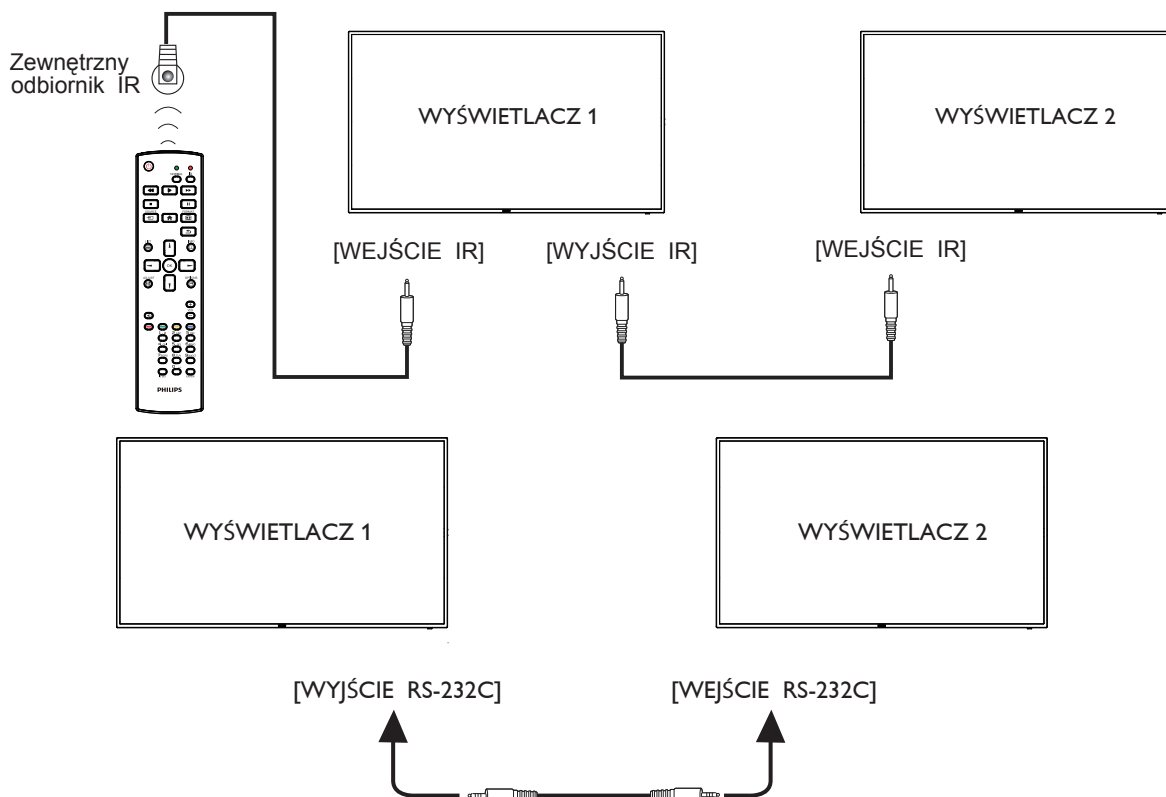 Zewnętrzny
odbiornik IR
WYŚWIETLACZ 1
WYŚWIETLACZ 2
[WEJŚCIE IR]
[WYJŚCIE IR]
[WEJŚCIE IR]
PHILIPS
WYŚWIETLACZ 1
WYŚWIETLACZ 2
[WYJŚCIE RS-232C]
[WEJŚCIE RS-232C]